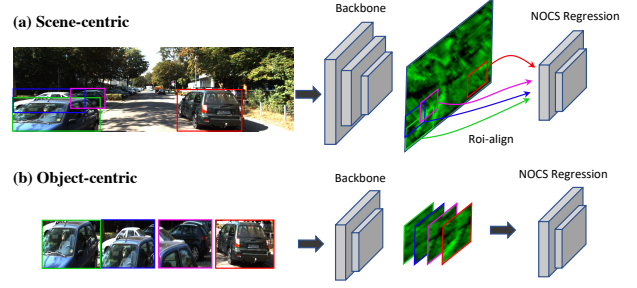 (a) Scene-centric
Backbone
NOCS Regression
Roi-align
(b) Object-centric
Backbone
NOCS Regression